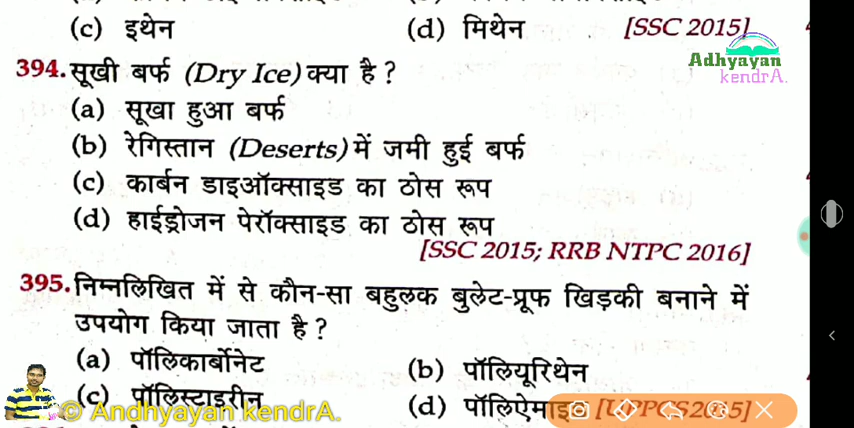 (c) इथेन (d) मिथेन [SSC 2015]
Adhyayan
kendrA.
394. सूखी बर्फ (Dry Ice) क्या है ?
(a) सूखा हुआ बर्फ
(b) रेगिस्तान (Deserts) में जमी हुई बर्फ
(c) कार्बन डाइऑक्साइड का ठोस रूप
(d) हाईड्रोजन पेरॉक्साइड का ठोस रूप
[SSC 2015; RRB NTPC 2016]
395. निम्नलिखित में से कौन-सा बहुलक बुलेट-प्रूफ खिड़की बनाने में
उपयोग किया जाता है ?
(a) पॉलिकार्बोनेट (b) पॉलियूरिथेन
(c) पॉलिस्टाइरीन (d) पॉलिऐमाइड
© Andhyayan kendrA.